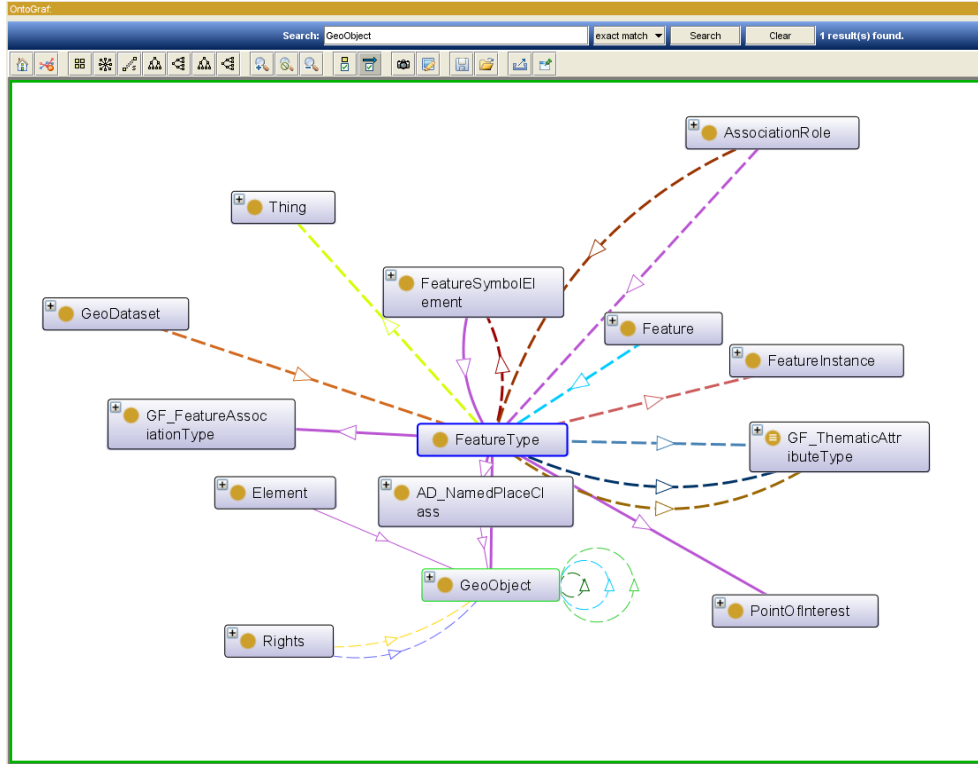 OntoGraf:
Search: GeoObject exact match Search Clear 1 result(s) found.
AssociationRole
Thing
FeatureSymbolEl
ement
GeoDataset
Feature
FeatureInstance
GF_FeatureAssoc
iationType
FeatureType
GF_ThematicAttr
ibuteType
Element
AD_NamedPlaceCl
ass
GeoObject
PointOfInterest
Rights